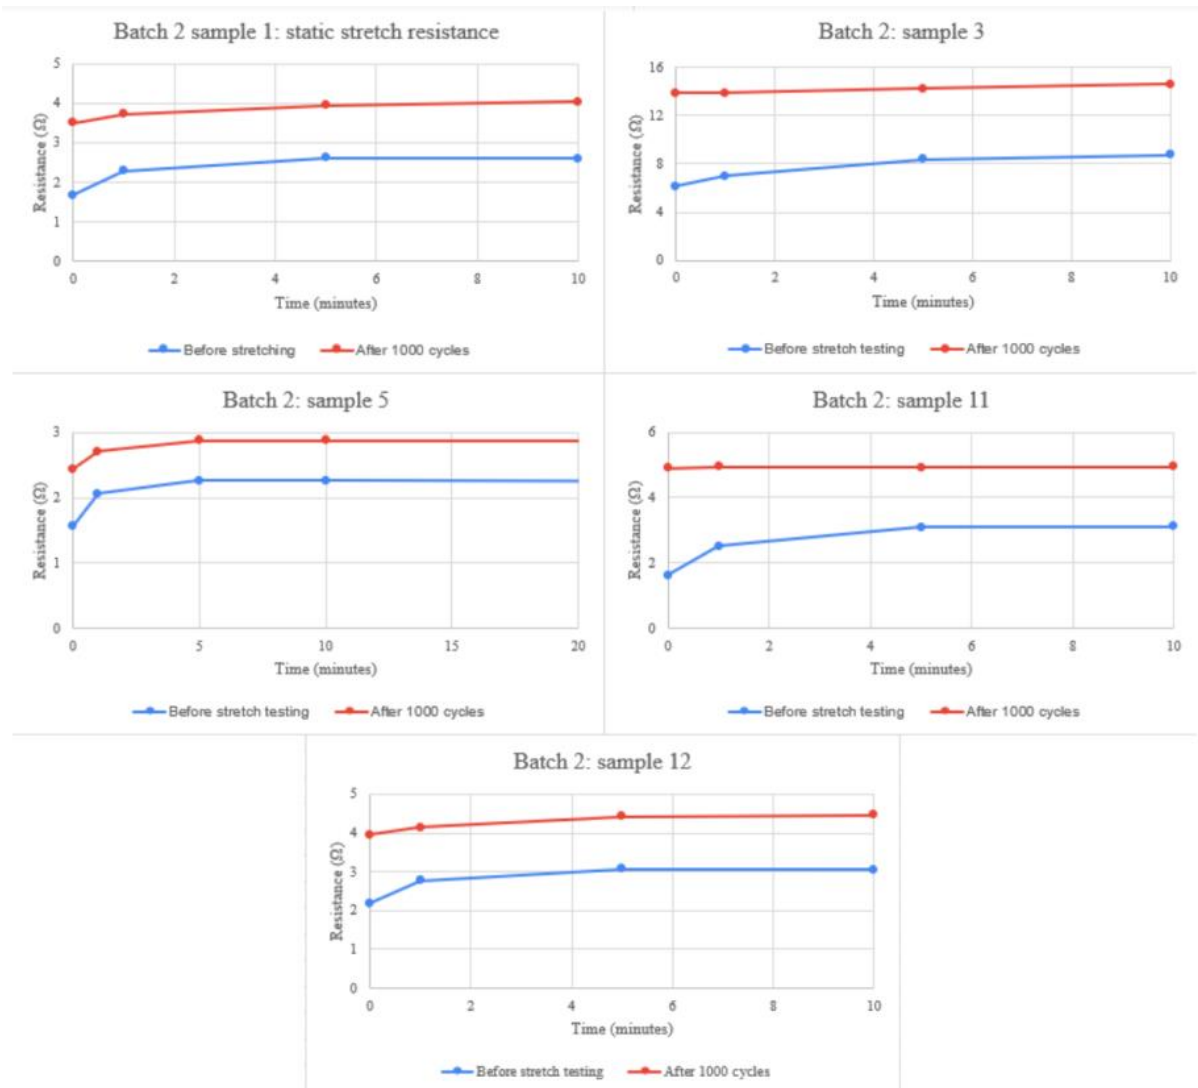 Batch 2 sample 1: static stretch resistance
Resistance (Ω)
5
4
3
2
1
0
0 2 4 6 8 10
Time (minutes)
Before stretching After 1000 cycles
Batch 2: sample 3
Resistance (Ω)
16
12
8
4
0
0 2 4 6 8 10
Time (minutes)
Before stretch testing After 1000 cycles
Batch 2: sample 5
Resistance (Ω)
3
2
1
0
0 5 10 15 20
Time (minutes)
Before stretch testing After 1000 cycles
Batch 2: sample 11
Resistance (Ω)
6
4
2
0
0 2 4 6 8 10
Time (minutes)
Before stretch testing After 1000 cycles
Batch 2: sample 12
Resistance (Ω)
5
4
3
2
1
0
0 2 4 6 8 10
Time (minutes)
Before stretch testing After 1000 cycles